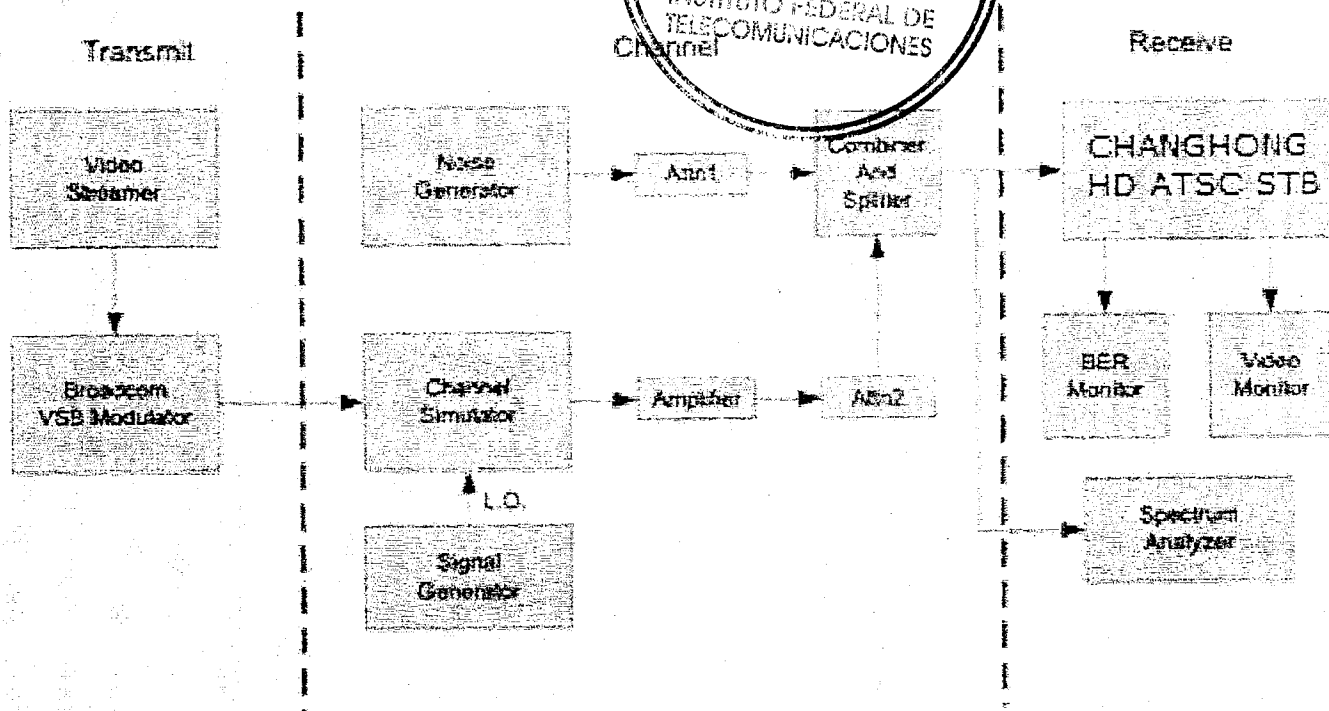 INSTITUTO FEDERAL DE
TELECOMUNICACIONES
Transmit
Channel
Receive
Video
Streamer
Noise
Generator
Attn1
Combiner
And
Splitter
CHANGHONG
HD ATSC STB
Broadcom
VSB Modulator
Channel
Simulator
Amplifier
Attn2
BER
Monitor
Video
Monitor
L.O.
Signal
Generator
Spectrum
Analyzer